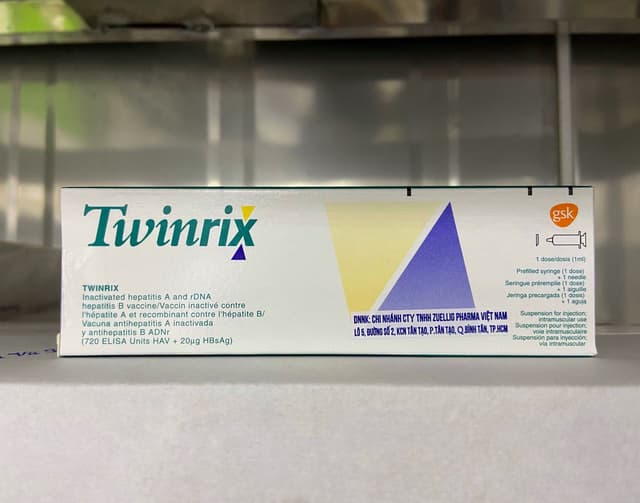 Twinrix
TWINRIX
Inactivated hepatitis A and rDNA
hepatitis B vaccine/Vaccin inactivé contre
l'hépatite A et recombinant contre l'hépatite B/
Vacuna antihepatitis A inactivada
y antihepatitis B ADNr
(720 ELISA Units HAV + 20µg HBsAg)
DNNK: CHI NHÁNH CTY TNHH ZUELLIG PHARMA VIỆT NAM
LÔ 6, ĐƯỜNG SỐ 2, KCN TÂN TẠO, P.TÂN TẠO, Q.BÌNH TÂN, TP.HCM
gsk
1 dose/dosis (1ml)
Prefilled syringe (1 dose)
+ 1 needle
Seringue préremplie (1 dose)
+ 1 aiguille
Jeringa precargada (1 dosis)
+ 1 aguja
Suspension for injection;
intramuscular use
Suspension pour injection;
voie intramusculaire
Suspensión para inyección;
vía intramuscular